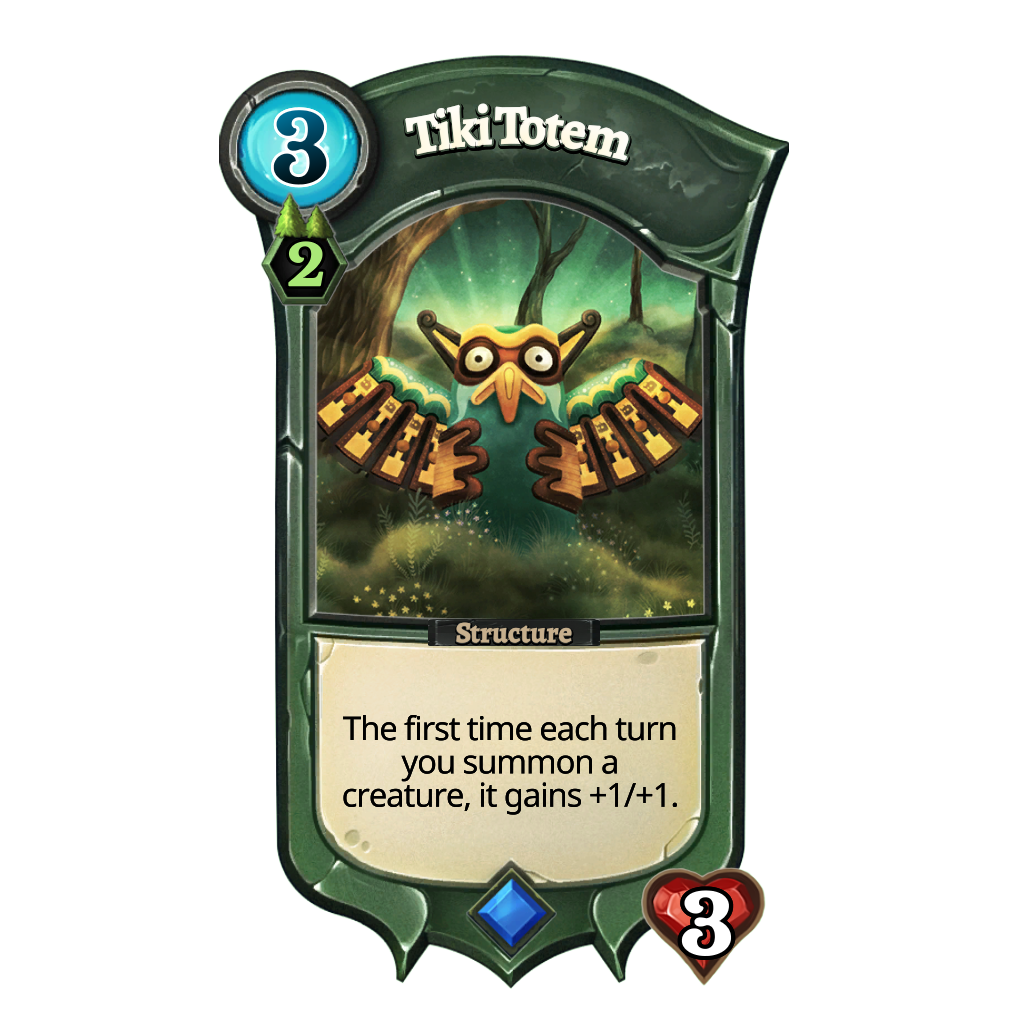 3
Tiki Totem
2
Structure
The first time each turn
you summon a
creature, it gains +1/+1.
3